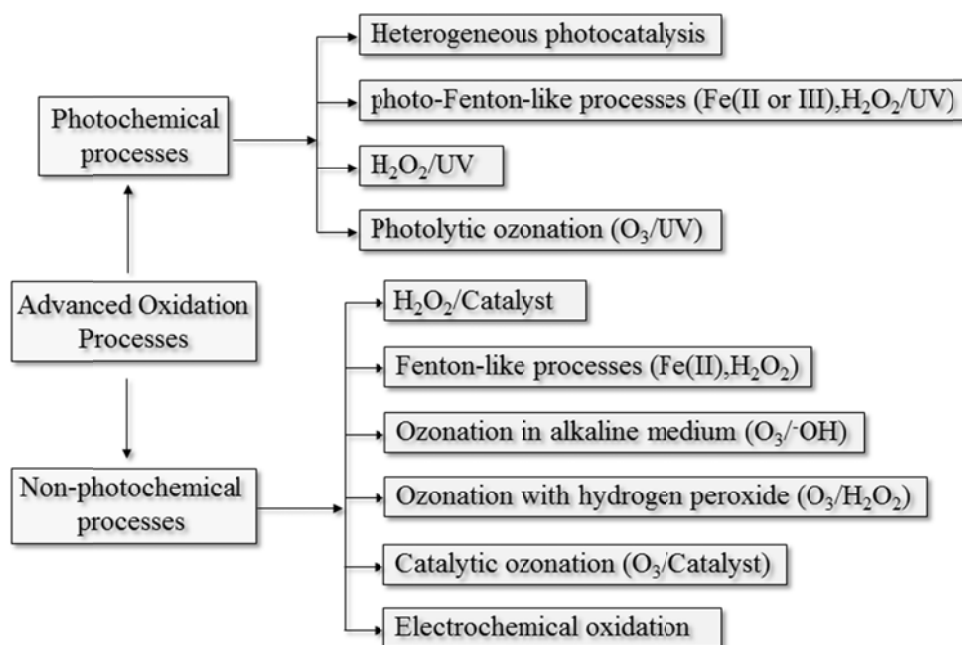 Heterogeneous photocatalysis
photo-Fenton-like processes (Fe(II or III),H₂O₂/UV)
Photochemical
processes
H₂O₂/UV
Photolytic ozonation (O₃/UV)
Advanced Oxidation
Processes
H₂O₂/Catalyst
Fenton-like processes (Fe(II),H₂O₂)
Ozonation in alkaline medium (O₃/⁻OH)
Non-photochemical
processes
Ozonation with hydrogen peroxide (O₃/H₂O₂)
Catalytic ozonation (O₃/Catalyst)
Electrochemical oxidation